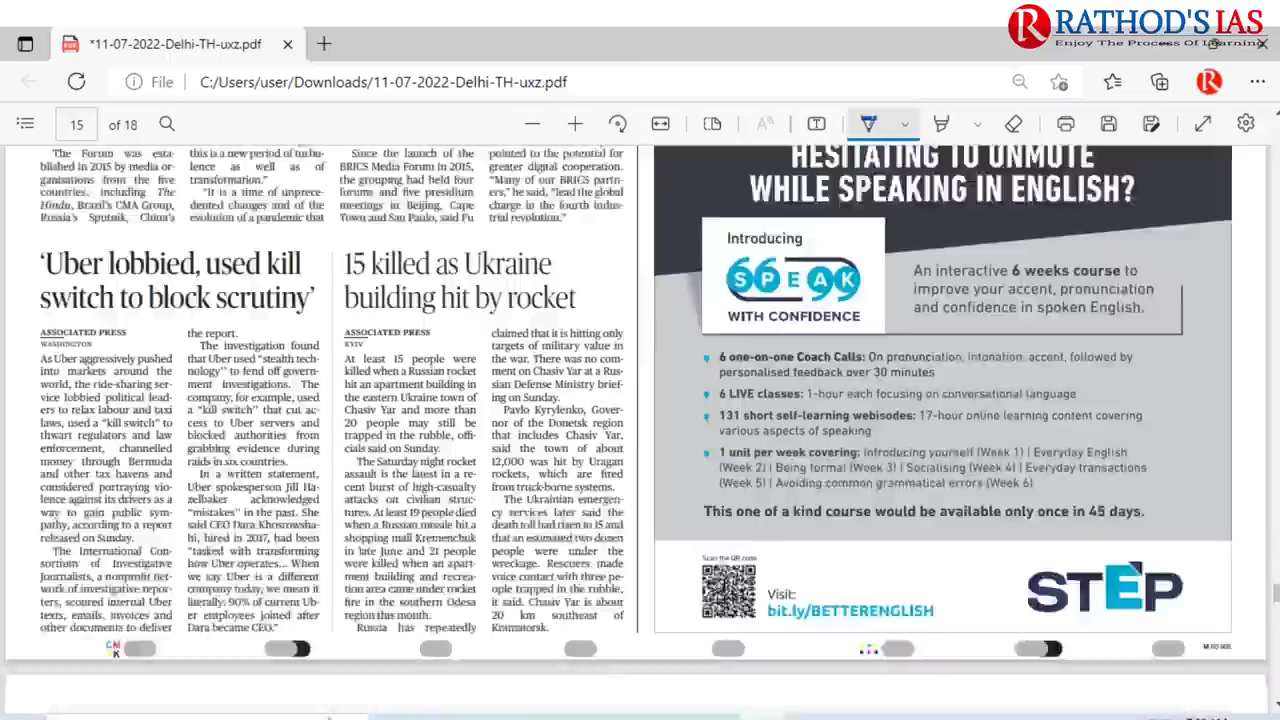 RATHOD'S IAS
Enjoy The Process Of Learning
*11-07-2022-Delhi-TH-uxz.pdf
File
C:/Users/user/Downloads/11-07-2022-Delhi-TH-uxz.pdf
15 of 18
The Forum was esta-
blished in 2015 by media or-
ganisations from the five
countries, including The
Hindu, Brazil's CMA Group,
Russia's Sputnik, China's
this is a new period of turbu-
lence as well as of
transformation."
"It is a time of unprece-
dented changes and of the
evolution of a pandemic that
Since the launch of the
BRICS Media Forum in 2015,
the grouping had held four
forums and five presidium
meetings in Beijing, Cape
Town and Sao Paulo, said Fu
pointed to the potential for
greater digital cooperation.
"Many of our BRICS partn-
ers," he said, "lead the global
charge in the fourth indus-
trial revolution."
'Uber lobbied, used kill
switch to block scrutiny'
ASSOCIATED PRESS
WASHINGTON
As Uber aggressively pushed
into markets around the
world, the ride-sharing ser-
vice lobbied political lead-
ers to relax labour and taxi
laws, used a "kill switch" to
thwart regulators and law
enforcement, channelled
money through Bermuda
and other tax havens and
considered portraying vio-
lence against its drivers as a
way to gain public sym-
pathy, according to a report
released on Sunday.
The International Con-
sortium of Investigative
Journalists, a nonprofit net-
work of investigative repor-
ters, scoured internal Uber
texts, emails, invoices and
other documents to deliver
the report.
The investigation found
that Uber used "stealth tech-
nology" to fend off govern-
ment investigations. The
company, for example, used
a "kill switch" that cut ac-
cess to Uber servers and
blocked authorities from
grabbing evidence during
raids in six countries.
In a written statement,
Uber spokesperson Jill Ha-
zelbaker acknowledged
"mistakes" in the past. She
said CEO Dara Khosrowsha-
hi, hired in 2017, had been
"tasked with transforming
how Uber operates... When
we say Uber is a different
company today, we mean it
literally: 90% of current Ub-
er employees joined after
Dara became CEO."
15 killed as Ukraine
building hit by rocket
ASSOCIATED PRESS
KYIV
At least 15 people were
killed when a Russian rocket
hit an apartment building in
the eastern Ukraine town of
Chasiv Yar and more than
20 people may still be
trapped in the rubble, offi-
cials said on Sunday.
The Saturday night rocket
assault is the latest in a re-
cent burst of high-casualty
attacks on civilian struc-
tures. At least 19 people died
when a Russian missile hit a
shopping mall Kremenchuk
in late June and 21 people
were killed when an apart-
ment building and recrea-
tion area came under rocket
fire in the southern Odesa
region this month.
Russia has repeatedly
claimed that it is hitting only
targets of military value in
the war. There was no com-
ment on Chasiv Yar at a Rus-
sian Defense Ministry brief-
ing on Sunday.
Pavlo Kyrylenko, Gover-
nor of the Donetsk region
that includes Chasiv Yar,
said the town of about
12,000 was hit by Uragan
rockets, which are fired
from truck-borne systems.
The Ukrainian emergen-
cy services later said the
death toll had risen to 15 and
that an estimated two dozen
people were under the
wreckage. Rescuers made
voice contact with three pe-
ople trapped in the rubble,
it said. Chasiv Yar is about
20 km southeast of
Kramatorsk.
HESITATING TO UNMUTE
WHILE SPEAKING IN ENGLISH?
Introducing
SPEAK
WITH CONFIDENCE
An interactive 6 weeks course to
improve your accent, pronunciation
and confidence in spoken English.
6 one-on-one Coach Calls: On pronunciation, intonation, accent, followed by
personalised feedback over 30 minutes
6 LIVE classes: 1-hour each focusing on conversational language
131 short self-learning webisodes: 17-hour online learning content covering
various aspects of speaking
1 unit per week covering: Introducing yourself (Week 1) | Everyday English
(Week 2) | Being formal (Week 3) | Socialising (Week 4) | Everyday transactions
(Week 5) | Avoiding common grammatical errors (Week 6)
This one of a kind course would be available only once in 45 days.
Scan the QR code
Visit:
bit.ly/BETTERENGLISH
STEP